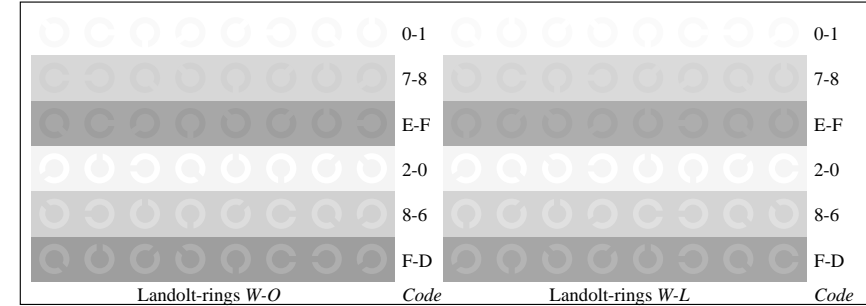 0-1 0-1
7-8 7-8
E-F E-F
2-0 2-0
8-6 8-6
F-D F-D
Landolt-rings W-O Code Landolt-rings W-L Code